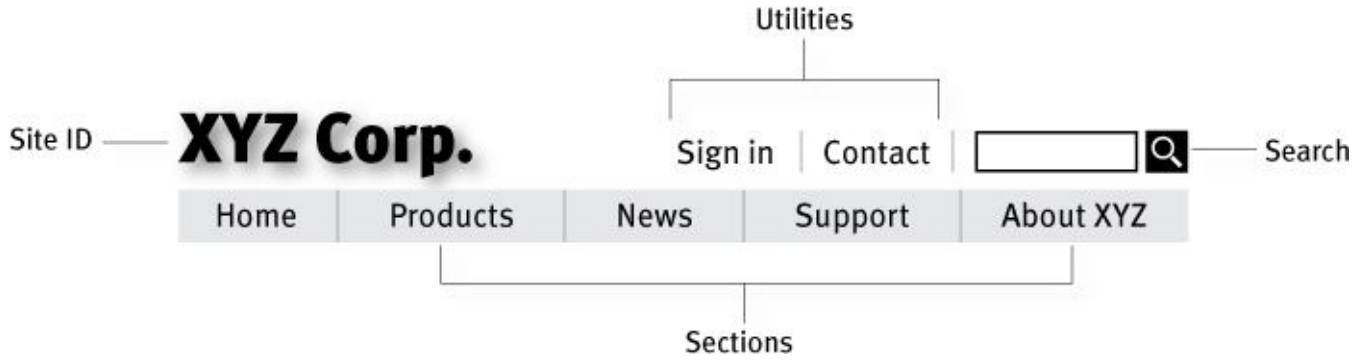 Utilities
Site ID
XYZ Corp.
Sign in
Contact
Search
Home
Products
News
Support
About XYZ
Sections